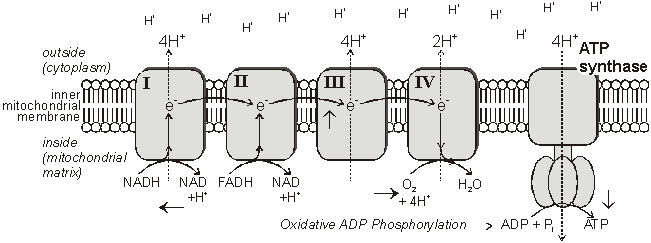 H' H' H' H' H' H' H' H' H' H' H'
4H+ 4H+ 2H+ 4H+
outside
(cytoplasm)
ATP
synthase
I II III IV
inner
mitochondrial
membrane
e- e- e- e-
inside
(mitochondrial
matrix)
NADH NAD
+H+
FADH NAD
+H+
O2
+ 4H+
H2O
Oxidative ADP Phosphorylation > ADP + Pi ATP